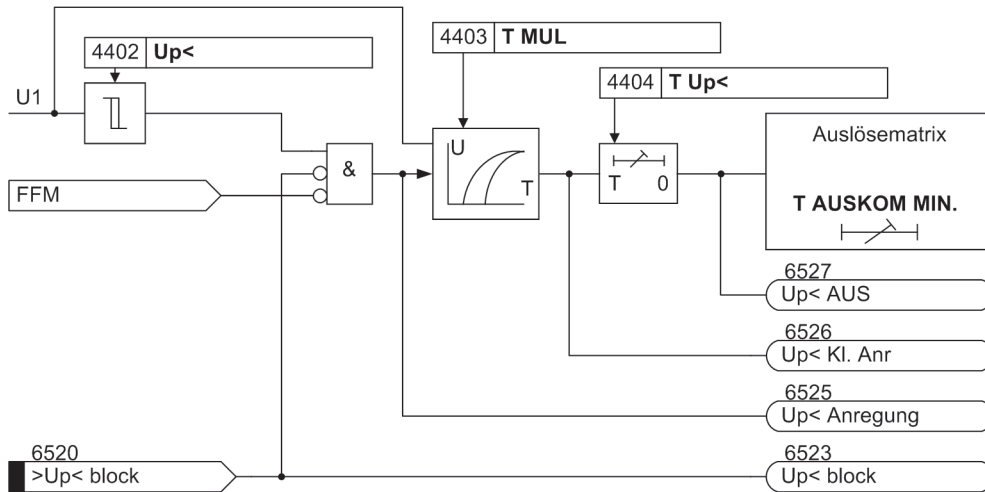 4402 Up<
4403 T MUL
4404 T Up<
U1
U
T
&
T 0
FFM
Auslösematrix
T AUSKOM MIN.
6527
Up< AUS
6526
Up< Kl. Anr
6525
Up< Anregung
6520
>Up< block
6523
Up< block